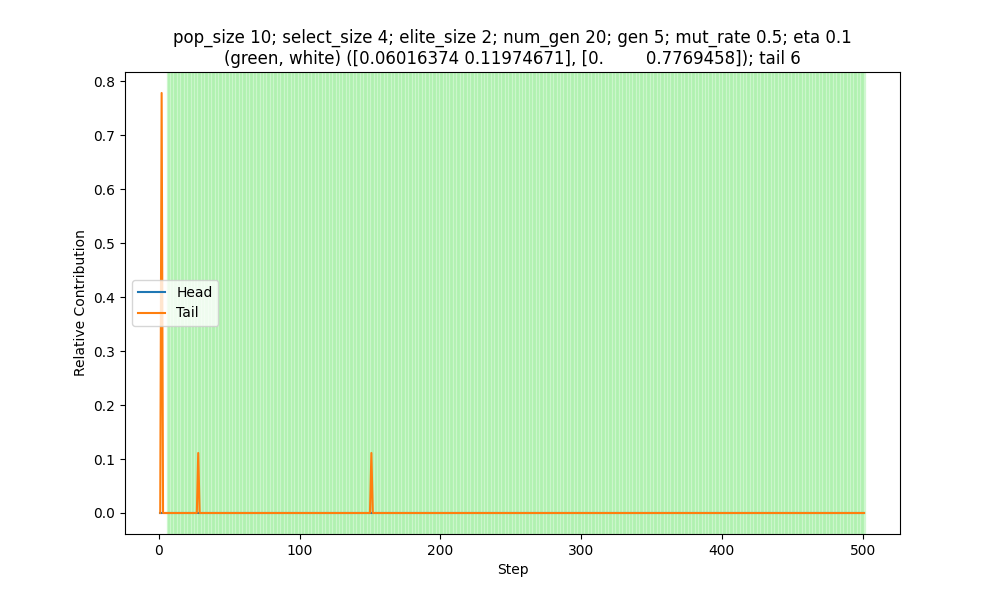 pop_size 10; select_size 4; elite_size 2; num_gen 20; gen 5; mut_rate 0.5; eta 0.1
(green, white) ([0.06016374 0.11974671], [0.        0.7769458]); tail 6
0.8
0.7
0.6
0.5
0.4
0.3
0.2
0.1
0.0
Relative Contribution
Head
Tail
0 100 200 300 400 500
Step